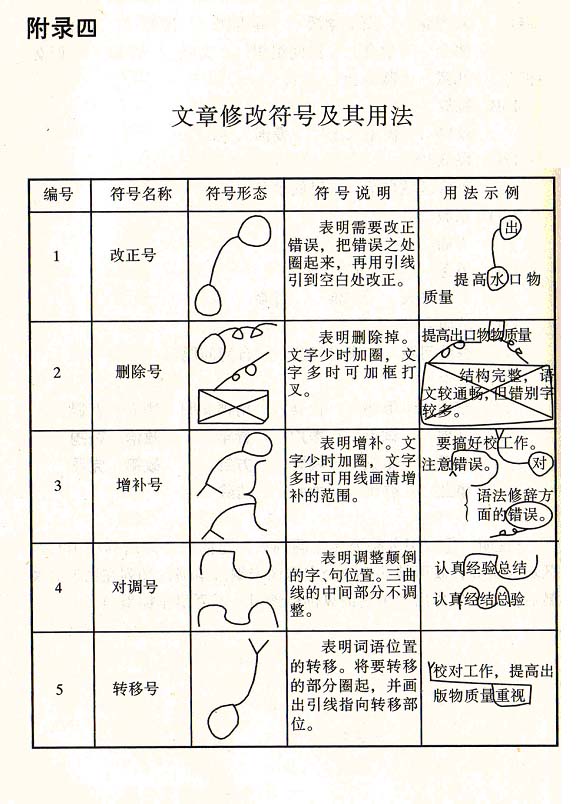 附录四
文章修改符号及其用法
编号 符号名称 符号形态 符号说明 用法示例
1 改正号
表明需要改正
错误，把错误之处
圈起来，再用引线
引到空白处改正。
出
提高水口物
质量
2 删除号
表明删除掉。
文字少时加圈，文
字多时可加框打
叉。
提高出口物物质量
结构完整，语
文较通畅，但错别字
较多。
3 增补号
表明增补。文
字少时加圈，文字
多时可用线画清增
补的范围。
要搞好校工作。
对
注意错误。
语法修辞方
面的错误。
4 对调号
表明调整颠倒
的字、句位置。三曲
线的中间部分不调
整。
认真经验总结
认真经结总验
5 转移号
表明词语位置
的转移。将要转移
的部分圈起，并画
出引线指向转移部
位。
校对工作，提高出
版物质量重视